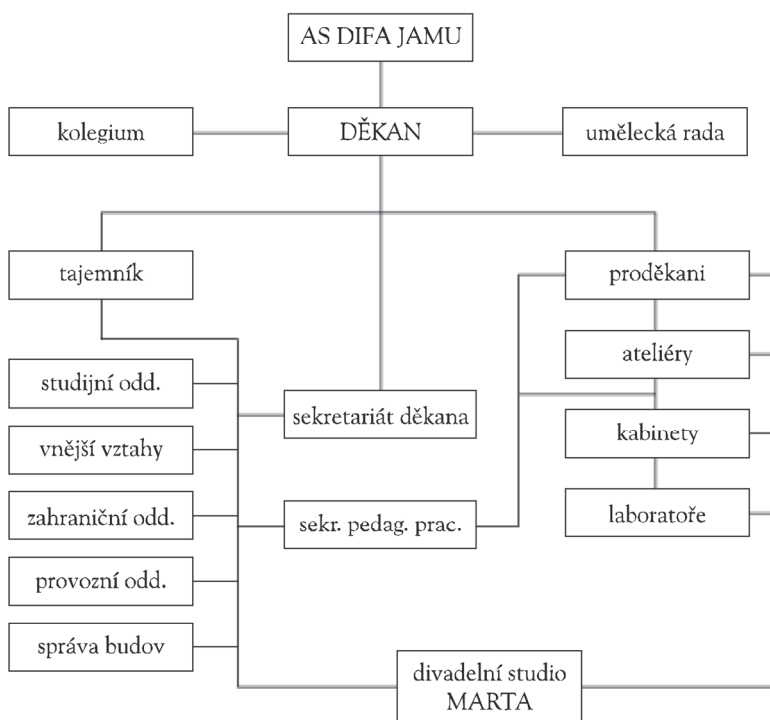 AS DIFA JAMU
kolegium
DĚKAN
umělecká rada
tajemník
proděkani
ateliéry
studijní odd.
sekretariát děkana
kabinety
vnější vztahy
zahraniční odd.
sekr. pedag. prac.
laboratoře
provozní odd.
správa budov
divadelní studio
MARTA